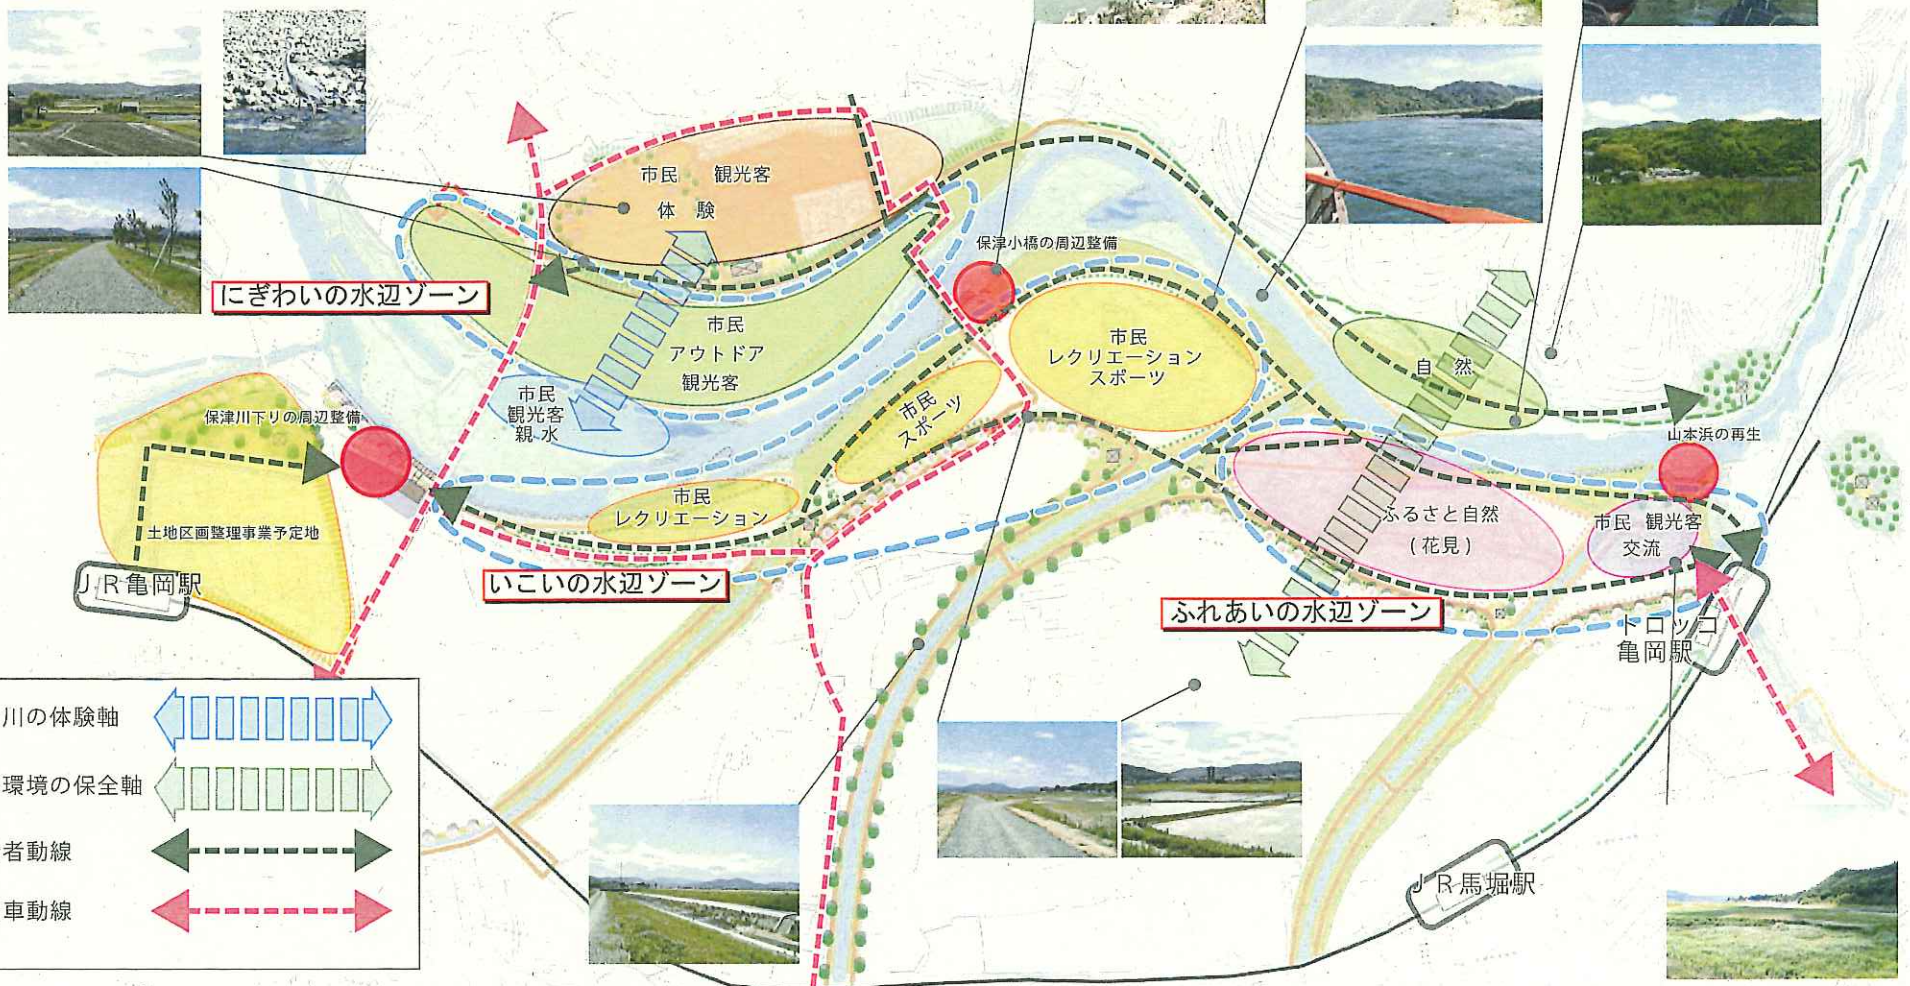 市民 観光客
体 験
保津小橋の周辺整備
にぎわいの水辺ゾーン
市民
アウトドア
観光客
市民
レクリエーション
スポーツ
自 然
市民
観光客
親 水
市民
スポーツ
保津川下りの周辺整備
山本浜の再生
市民
レクリエーション
土地区画整理事業予定地
ふるさと自然
(花見)
市民 観光客
交流
JR亀岡駅
いこいの水辺ゾーン
ふれあいの水辺ゾーン
トロッコ
亀岡駅
川の体験軸
環境の保全軸
者動線
車動線
JR馬堀駅